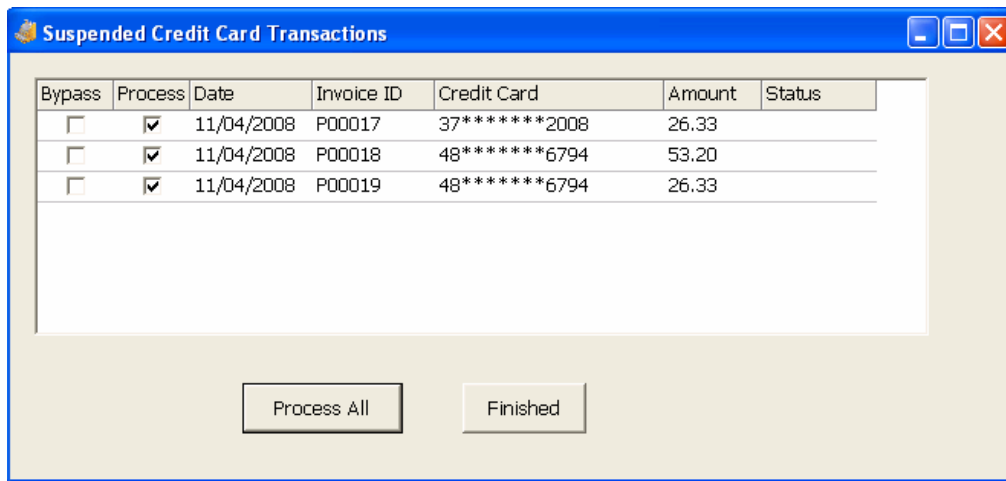 Suspended Credit Card Transactions
Bypass Process Date Invoice ID Credit Card Amount Status
11/04/2008 P00017 37*******2008 26.33
11/04/2008 P00018 48*******6794 53.20
11/04/2008 P00019 48*******6794 26.33
Process All Finished